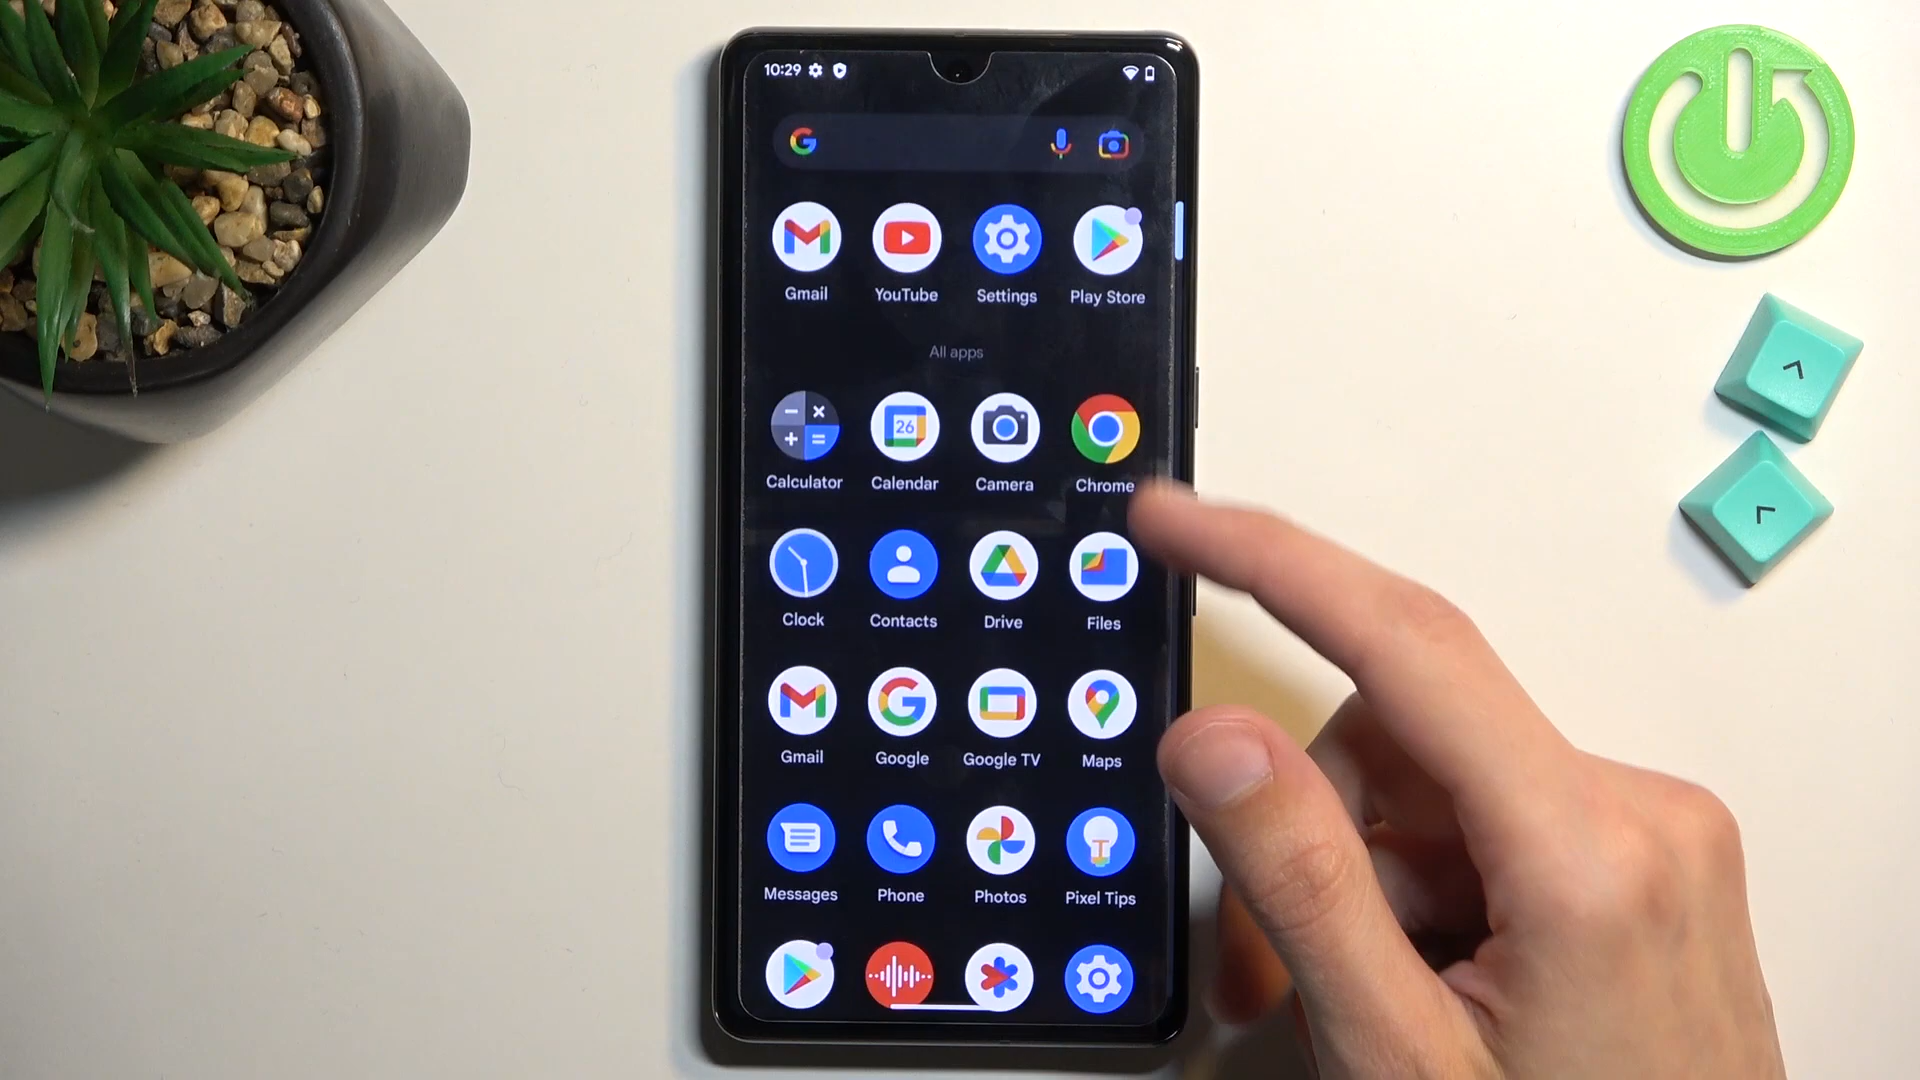 10:29
Gmail YouTube Settings Play Store
All apps
26
Calculator Calendar Camera Chrome
Clock Contacts Drive Files
Gmail Google Google TV Maps
Messages Phone Photos Pixel Tips